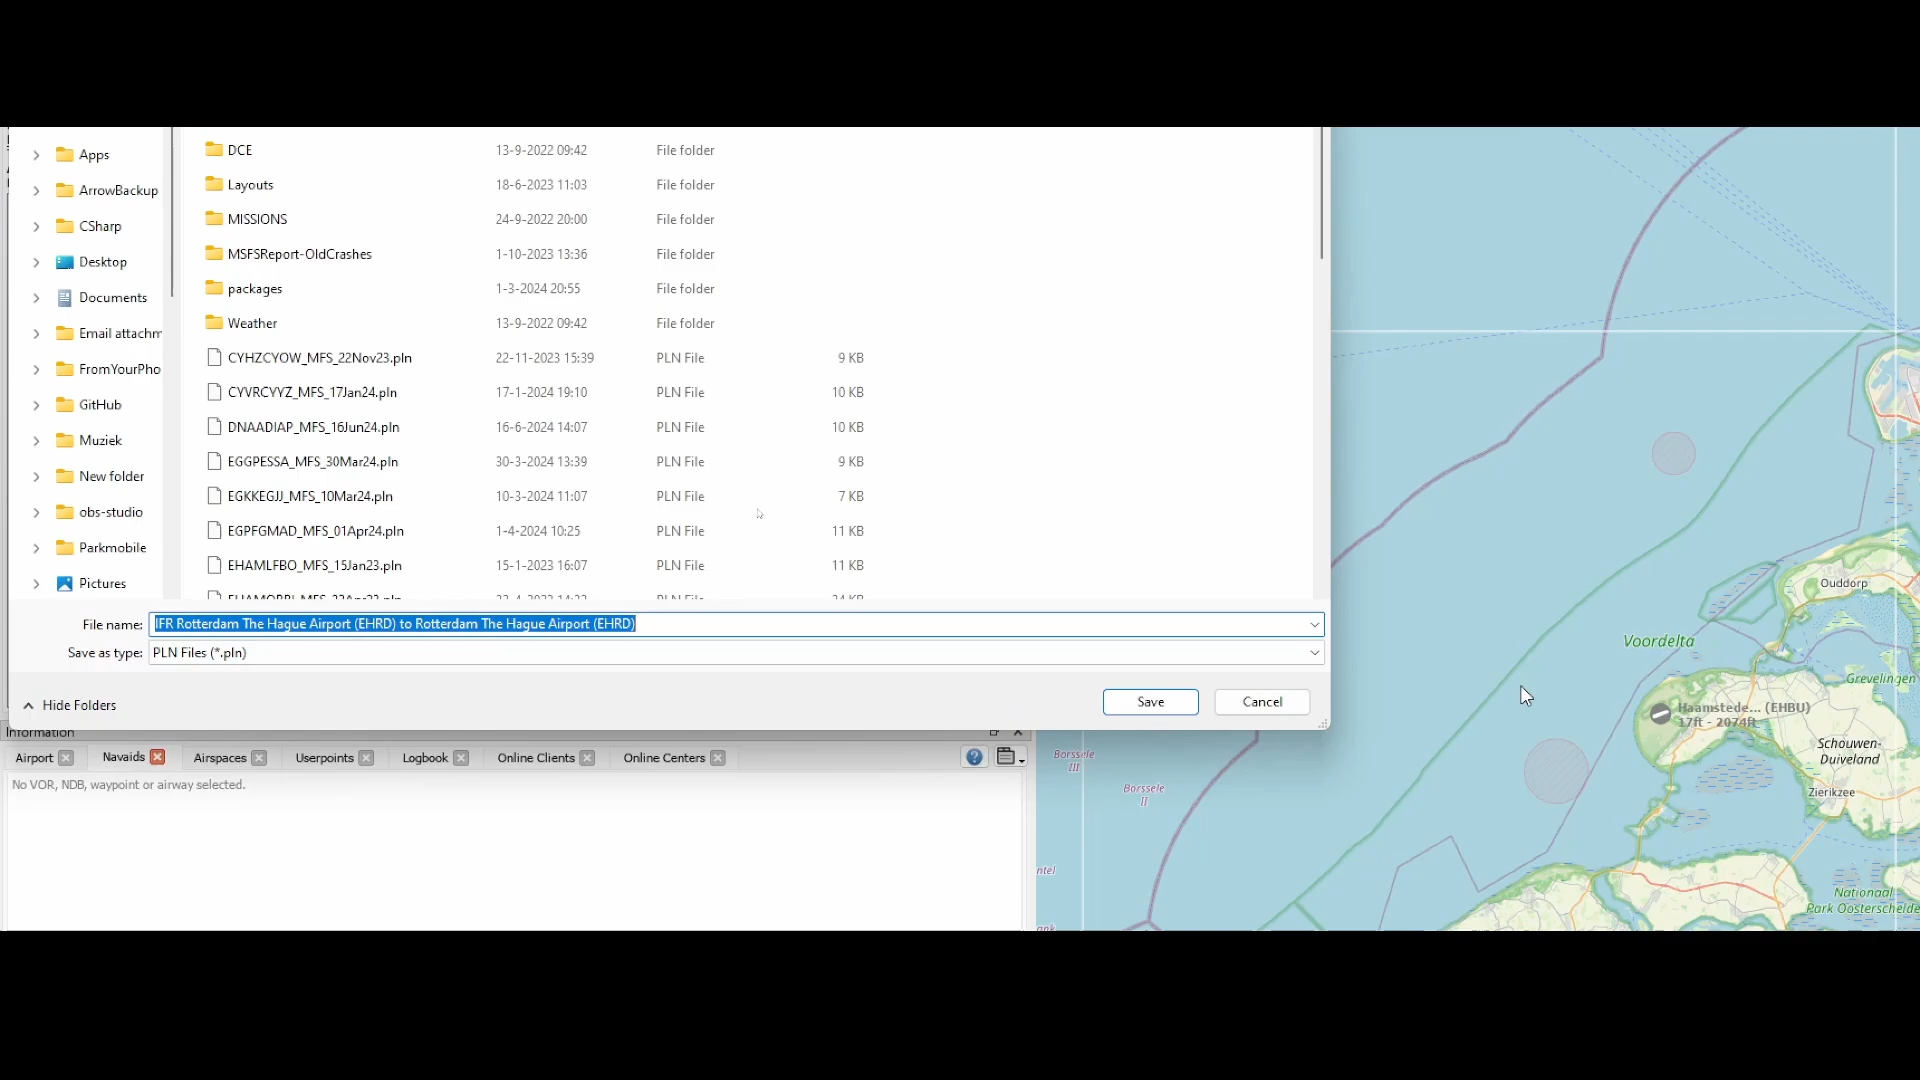 Apps
ArrowBackup
CSharp
Desktop
Documents
Email attachm
FromYourPho
GitHub
Muziek
New folder
obs-studio
Parkmobile
Pictures
DCE 13-9-2022 09:42 File folder
Layouts 18-6-2023 11:03 File folder
MISSIONS 24-9-2022 20:00 File folder
MSFSReport-OldCrashes 1-10-2023 13:36 File folder
packages 1-3-2024 20:55 File folder
Weather 13-9-2022 09:42 File folder
CYHZCYOW_MFS_22Nov23.pln 22-11-2023 15:39 PLN File 9 KB
CYVRCYYZ_MFS_17Jan24.pln 17-1-2024 19:10 PLN File 10 KB
DNAADIAP_MFS_16Jun24.pln 16-6-2024 14:07 PLN File 10 KB
EGGPESSA_MFS_30Mar24.pln 30-3-2024 13:39 PLN File 9 KB
EGKKEGJJ_MFS_10Mar24.pln 10-3-2024 11:07 PLN File 7 KB
EGPFGMAD_MFS_01Apr24.pln 1-4-2024 10:25 PLN File 11 KB
EHAMLFBO_MFS_15Jan23.pln 15-1-2023 16:07 PLN File 11 KB
File name: IFR Rotterdam The Hague Airport (EHRD) to Rotterdam The Hague Airport (EHRD)
Save as type: PLN Files (*.pln)
Hide Folders
Save Cancel
Information
Airport Navaids Airspaces Userpoints Logbook Online Clients Online Centers
No VOR, NDB, waypoint or airway selected.
Ouddorp
Voordelta
Grevelingen
Haamstede... (EHBU)
17ft - 2074ft
Schouwen-
Duiveland
Zierikzee
Borssele
III
Borssele
II
ntel
Nationaal
Park Oosterschelde